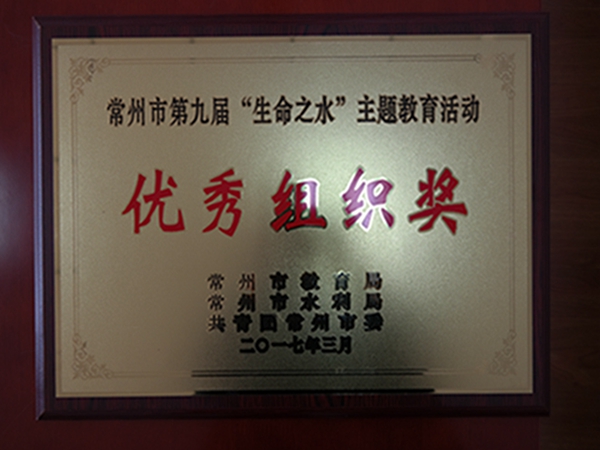 常州市第九届“生命之水”主题教育活动
优秀组织奖
常州市教育局
常州市水利局
共青团常州市委
二〇一七年三月